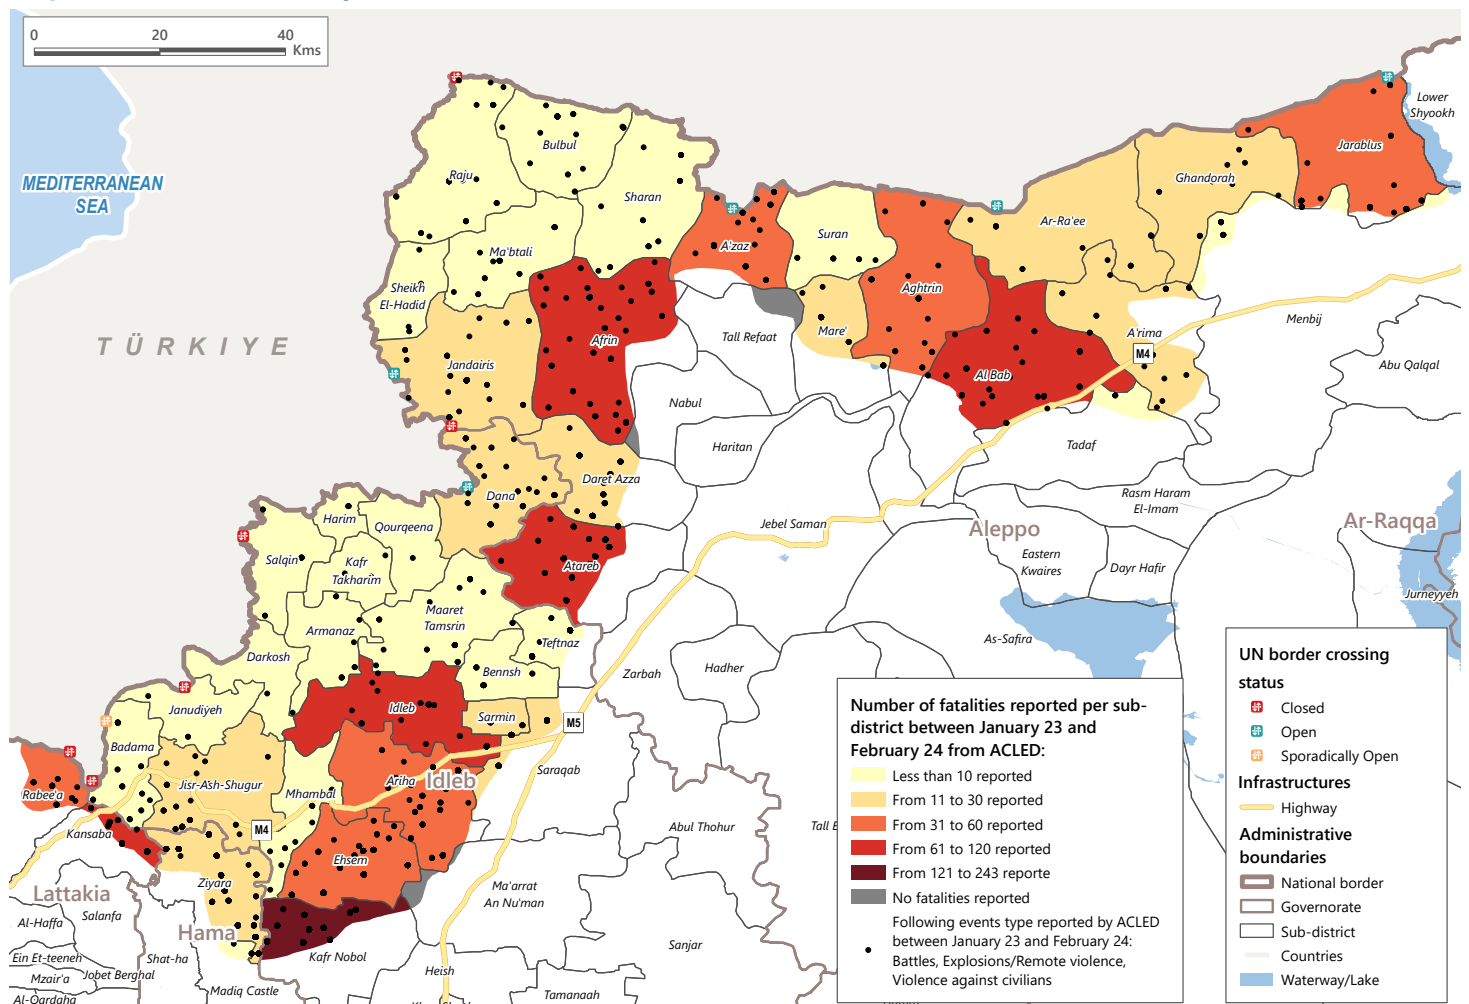 0
20
40
Kms
MEDITERRANEAN
SEA
TÜRKIYE
Lower
Shyookh
Jarablus
Bulbul
Raju
Ghandorah
Sharan
Ar-Ra'ee
Suran
A'zaz
Ma'btali
Sheikh
El-Hadid
Aghtrin
Menbij
Mare'
Tall Refaat
A'rima
Afrin
M4
Jandairis
Abu Qalqal
Al Bab
Nabul
Haritan
Tadaf
Daret Azza
Dana
Rasm Haram
El-Imam
Harim
Qourqeena
Jebel Saman
Aleppo
Ar-Raqqa
Salqin
Kafr
Takharim
Atareb
Eastern
Kwaires
Dayr Hafir
Jurneyyeh
Maaret
Tamsrin
Armanaz
Teftnaz
As-Safira
Darkosh
Bennsh
Zarbah
Hadher
Janudiyeh
Idleb
Sarmin
M5
Badama
Saraqab
Rabee'a
Jisr-Ash-Shugur
Mhambal
Ariha
Idleb
Kansaba
M4
Abul Thohur
Ehsem
Lattakia
Ziyara
Ma'arrat
An Nu'man
Al-Haffa
Salanfa
Hama
Sanjar
Ein Et-teeneh
Shat-ha
Kafr Nobol
Mzair'a
Jobet Berghal
Heish
Al-Qardaha
Madiq Castle
Tamanaah
Number of fatalities reported per sub-
district between January 23 and
February 24 from ACLED:
Less than 10 reported
From 11 to 30 reported
From 31 to 60 reported
From 61 to 120 reported
From 121 to 243 reporte
No fatalities reported
Following events type reported by ACLED
between January 23 and February 24:
Battles, Explosions/Remote violence,
Violence against civilians
UN border crossing
status
Closed
Open
Sporadically Open
Infrastructures
Highway
Administrative
boundaries
National border
Governorate
Sub-district
Countries
Waterway/Lake